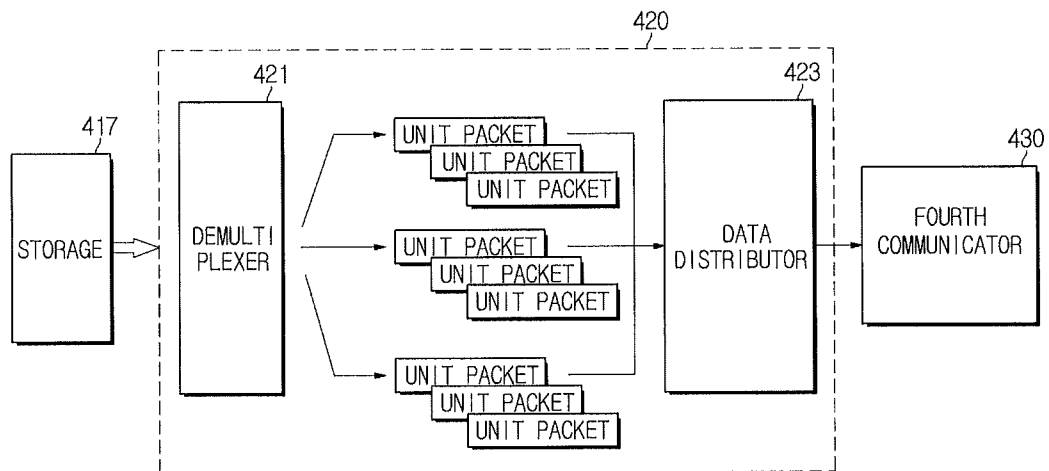 420
421
423
417
430
UNIT PACKET
UNIT PACKET
UNIT PACKET
STORAGE
DEMULTI
PLEXER
UNIT PACKET
UNIT PACKET
UNIT PACKET
DATA
DISTRIBUTOR
FOURTH
COMMUNICATOR
UNIT PACKET
UNIT PACKET
UNIT PACKET